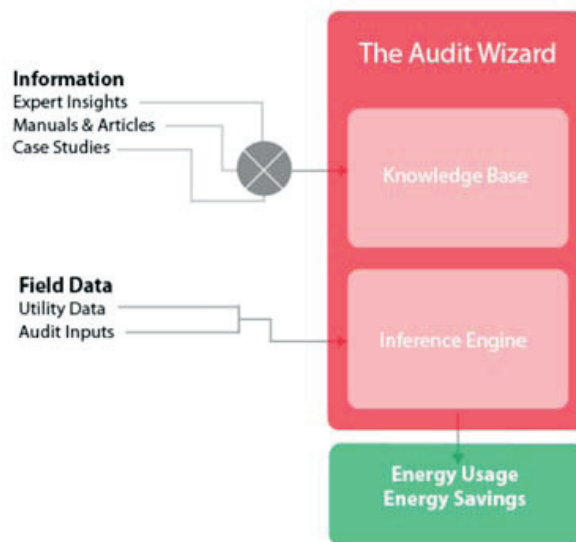 The Audit Wizard
Information
Expert Insights
Manuals & Articles
Case Studies
Knowledge Base
Field Data
Utility Data
Audit Inputs
Inference Engine
Energy Usage
Energy Savings